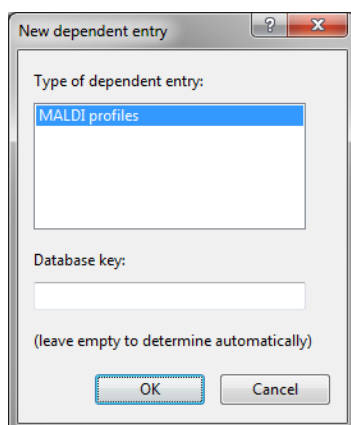 New dependent entry
Type of dependent entry:
MALDI profiles
Database key:
(leave empty to determine automatically)
OK Cancel